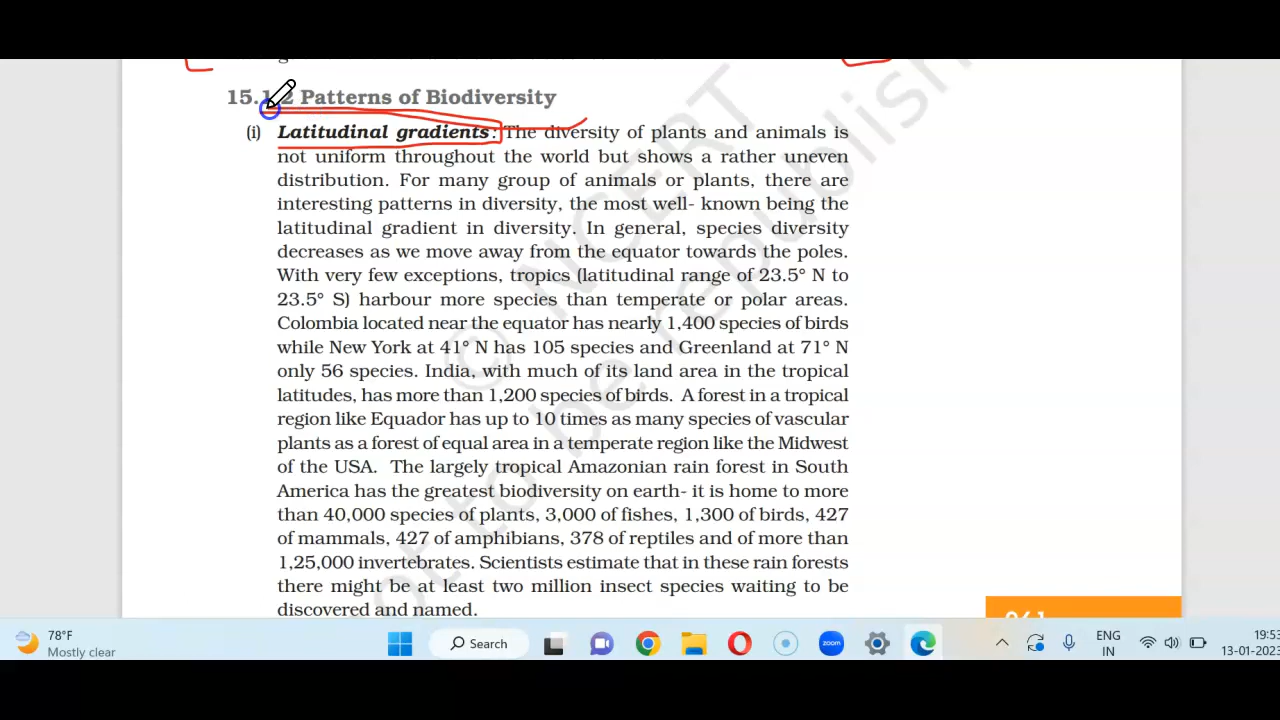 15.1.2 Patterns of Biodiversity
(i) Latitudinal gradients: The diversity of plants and animals is
not uniform throughout the world but shows a rather uneven
distribution. For many group of animals or plants, there are
interesting patterns in diversity, the most well- known being the
latitudinal gradient in diversity. In general, species diversity
decreases as we move away from the equator towards the poles.
With very few exceptions, tropics (latitudinal range of 23.5° N to
23.5° S) harbour more species than temperate or polar areas.
Colombia located near the equator has nearly 1,400 species of birds
while New York at 41° N has 105 species and Greenland at 71° N
only 56 species. India, with much of its land area in the tropical
latitudes, has more than 1,200 species of birds. A forest in a tropical
region like Equador has up to 10 times as many species of vascular
plants as a forest of equal area in a temperate region like the Midwest
of the USA. The largely tropical Amazonian rain forest in South
America has the greatest biodiversity on earth- it is home to more
than 40,000 species of plants, 3,000 of fishes, 1,300 of birds, 427
of mammals, 427 of amphibians, 378 of reptiles and of more than
1,25,000 invertebrates. Scientists estimate that in these rain forests
there might be at least two million insect species waiting to be
discovered and named.
© NCERT
not to be republish
78°F
Mostly clear
Search
zoom
ENG
IN
19:53
13-01-2023